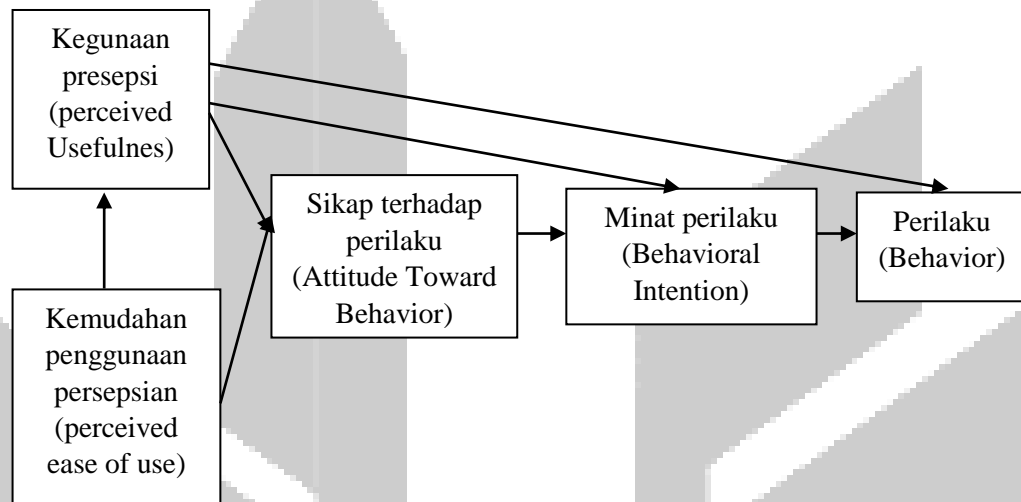 Kegunaan
presepsi
(perceived
Usefulnes)
Sikap terhadap
perilaku
(Attitude Toward
Behavior)
Minat perilaku
(Behavioral
Intention)
Perilaku
(Behavior)
Kemudahan
penggunaan
persepsian
(perceived
ease of use)